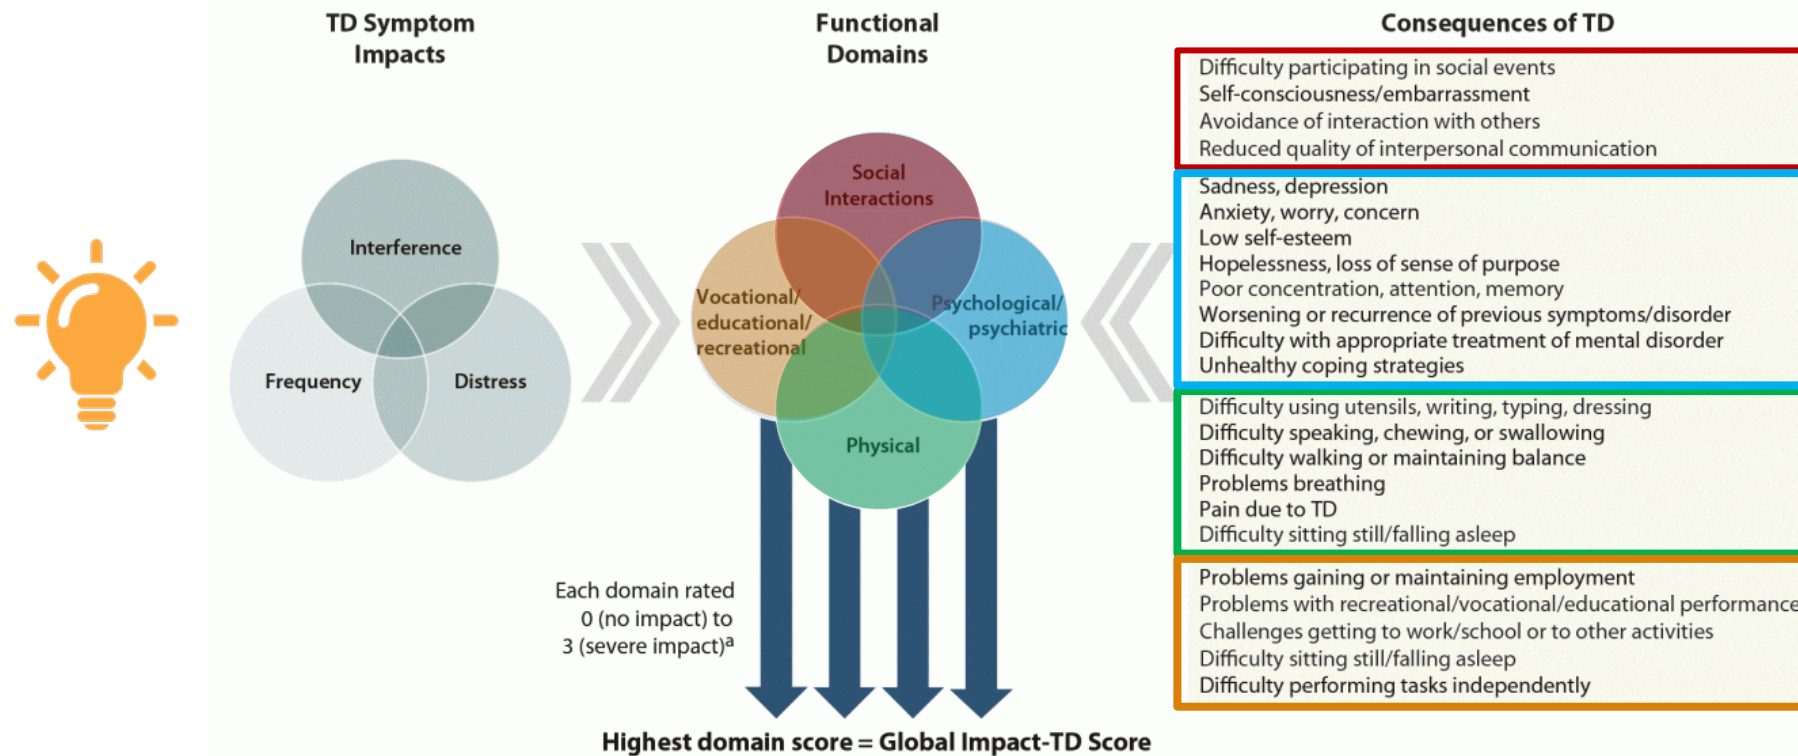 TD Symptom
Impacts
Interference
Frequency
Distress
Functional
Domains
Social
Interactions
Vocational/
educational/
recreational
Psychological/
psychiatric
Physical
Each domain rated
0 (no impact) to
3 (severe impact)a
Highest domain score = Global Impact-TD Score
Consequences of TD
Difficulty participating in social events
Self-consciousness/embarrassment
Avoidance of interaction with others
Reduced quality of interpersonal communication
Sadness, depression
Anxiety, worry, concern
Low self-esteem
Hopelessness, loss of sense of purpose
Poor concentration, attention, memory
Worsening or recurrence of previous symptoms/disorder
Difficulty with appropriate treatment of mental disorder
Unhealthy coping strategies
Difficulty using utensils, writing, typing, dressing
Difficulty speaking, chewing, or swallowing
Difficulty walking or maintaining balance
Problems breathing
Pain due to TD
Difficulty sitting still/falling asleep
Problems gaining or maintaining employment
Problems with recreational/vocational/educational performance
Challenges getting to work/school or to other activities
Difficulty sitting still/falling asleep
Difficulty performing tasks independently